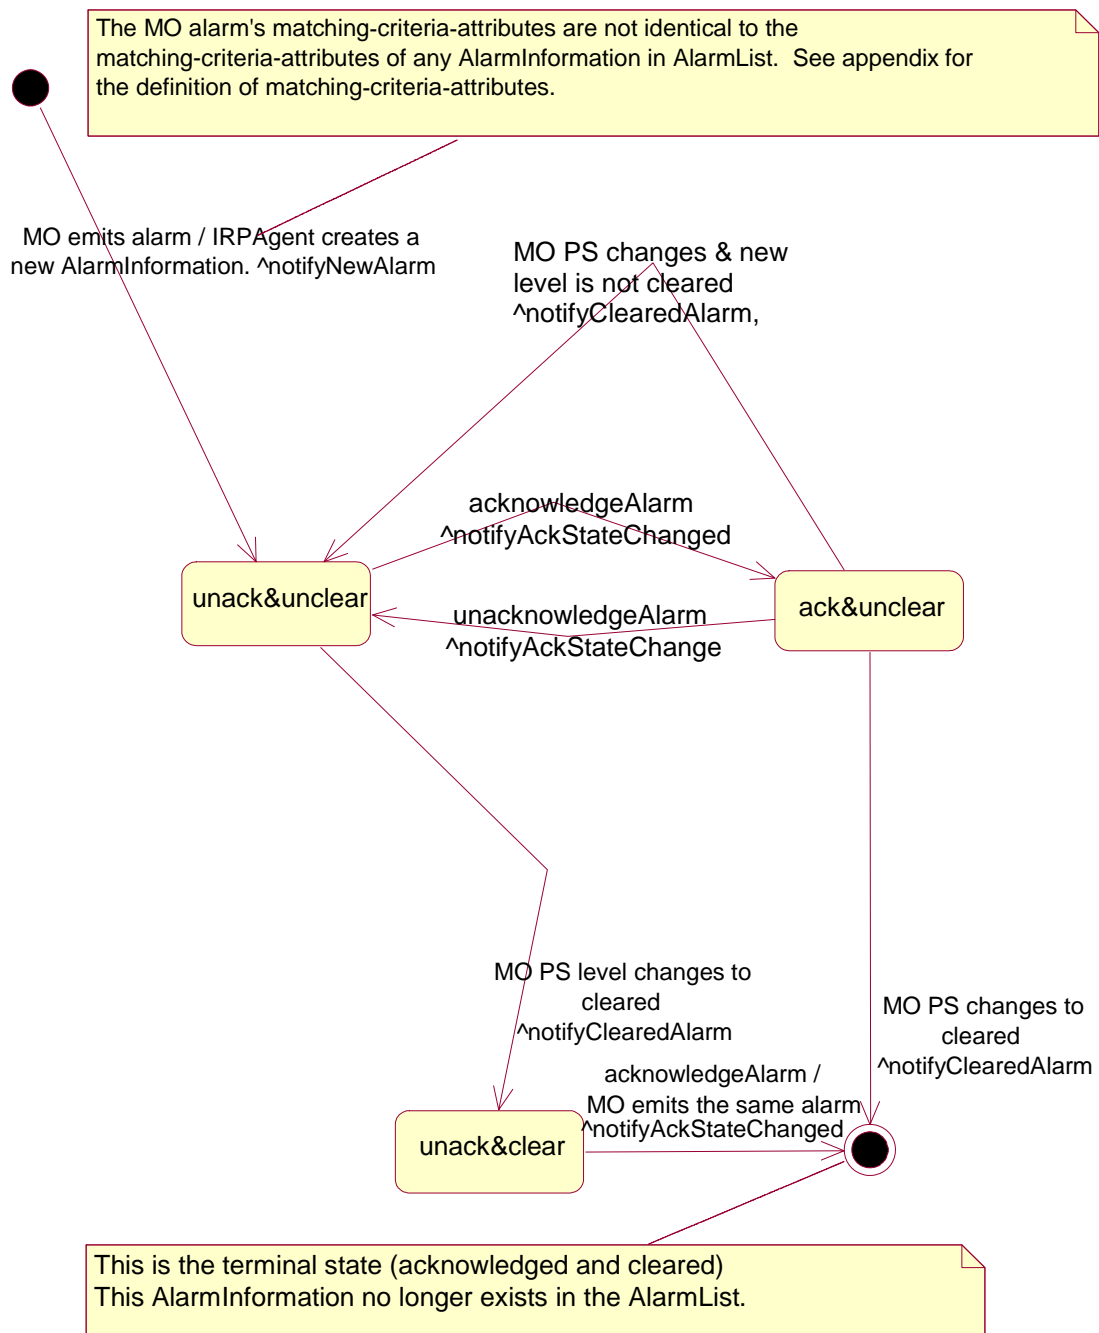 The MO alarm's matching-criteria-attributes are not identical to the
matching-criteria-attributes of any AlarmInformation in AlarmList.  See appendix for
the definition of matching-criteria-attributes.
MO emits alarm / IRPAgent creates a
new AlarmInformation. ^notifyNewAlarm
MO PS changes & new
level is not cleared
^notifyClearedAlarm,
acknowledgeAlarm
^notifyAckStateChanged
unack&unclear
ack&unclear
unacknowledgeAlarm
^notifyAckStateChange
MO PS level changes to
cleared
^notifyClearedAlarm
MO PS changes to
cleared
^notifyClearedAlarm
acknowledgeAlarm /
MO emits the same alarm
^notifyAckStateChanged
unack&clear
This is the terminal state (acknowledged and cleared)
This AlarmInformation no longer exists in the AlarmList.